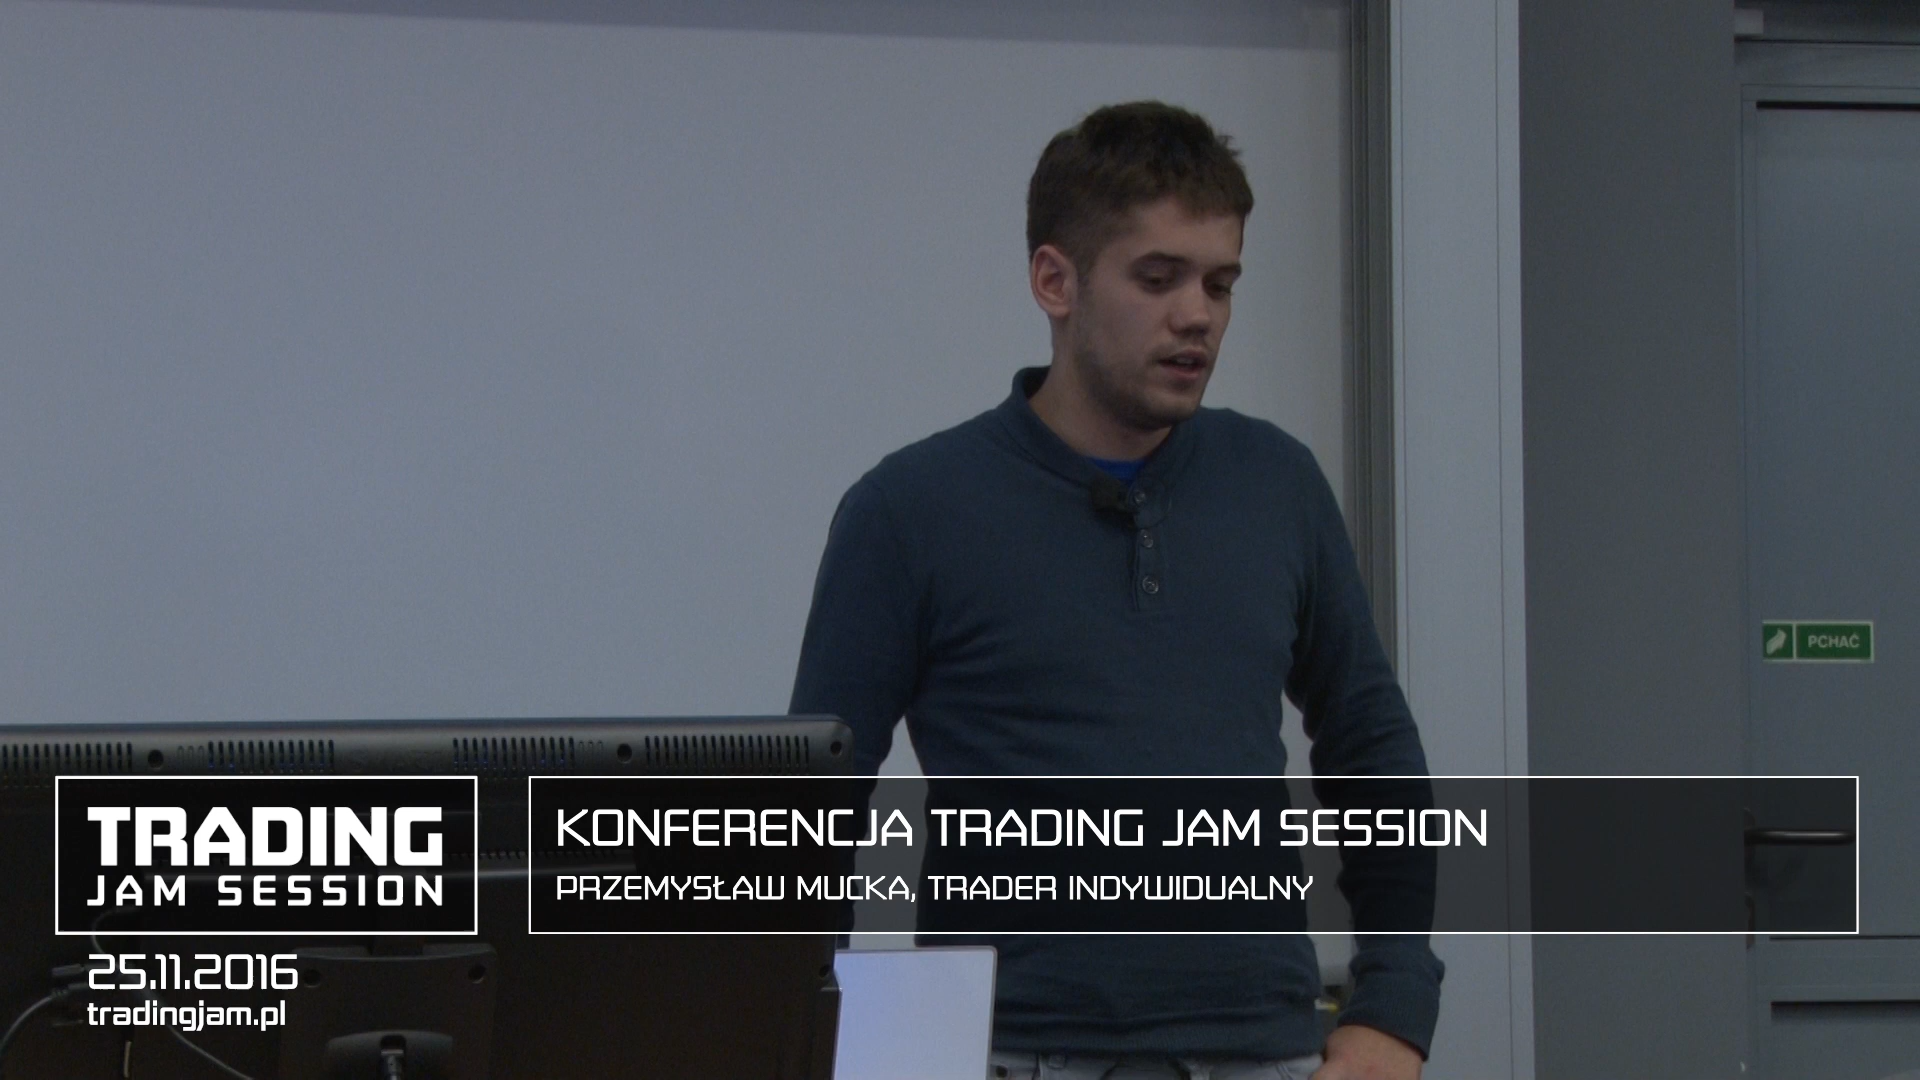 PCHAĆ
TRADING
JAM SESSION
KONFERENCJA TRADING JAM SESSION
PRZEMYSŁAW MUCKA, TRADER INDYWIDUALNY
25.11.2016
tradingjam.pl